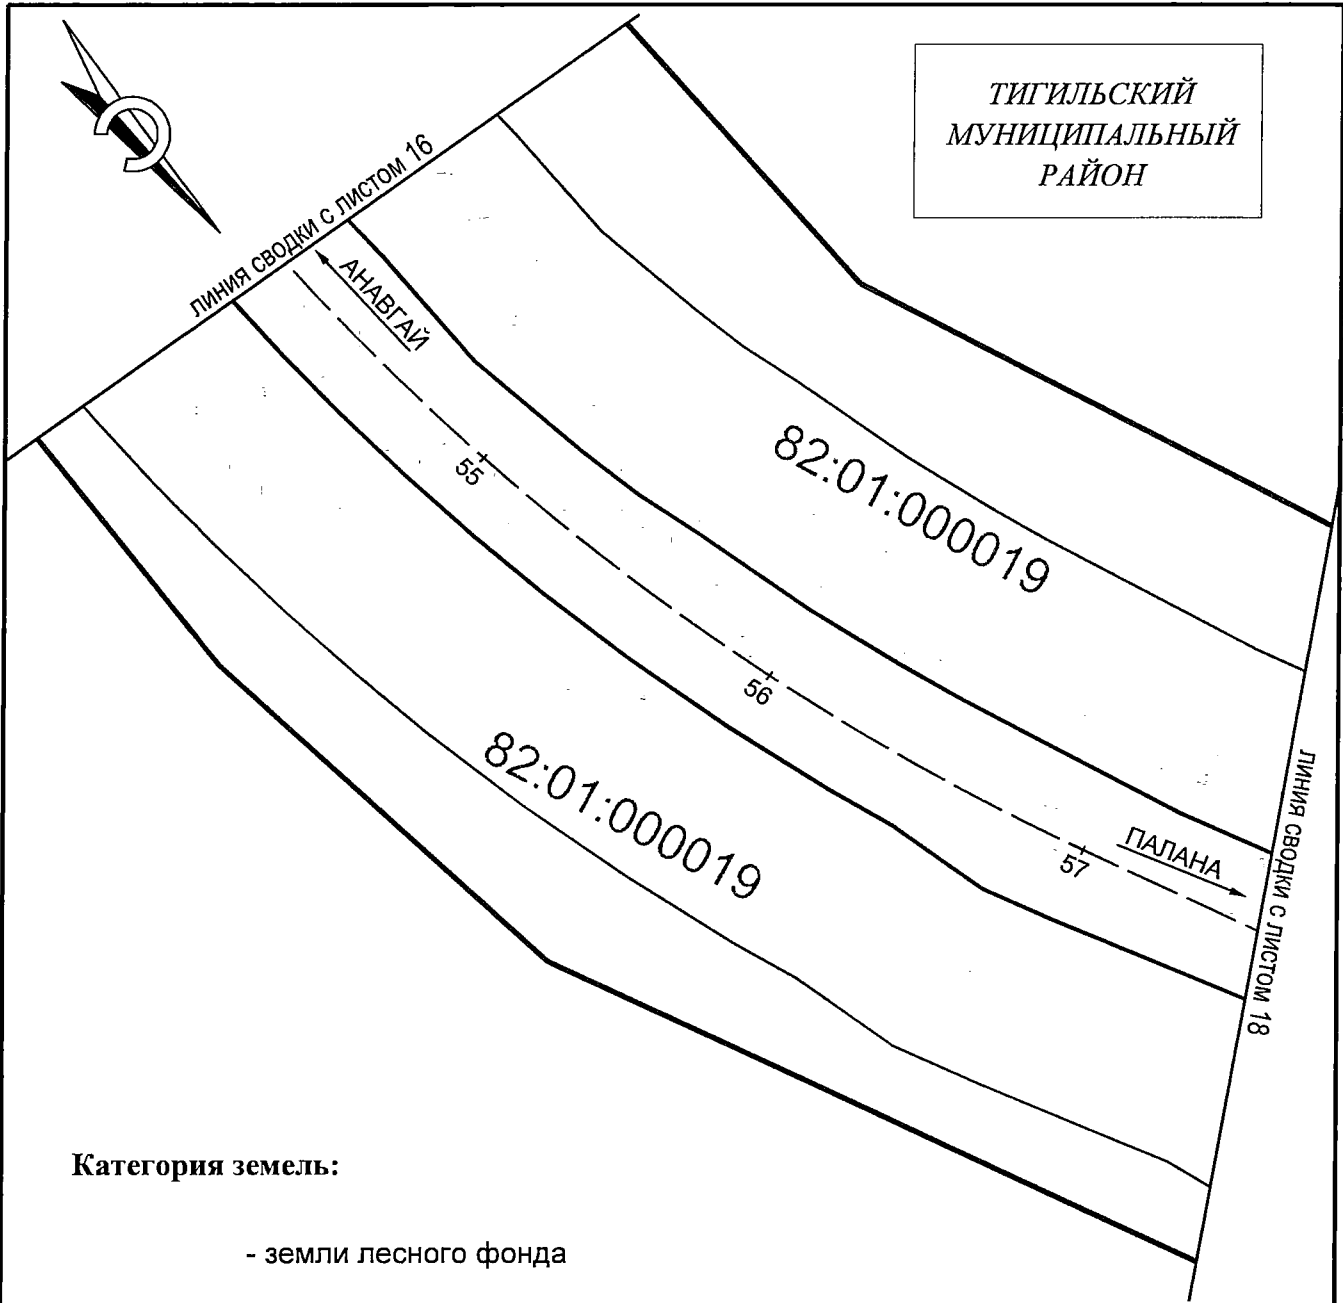 ТИГИЛЬСКИЙ
МУНИЦИПАЛЬНЫЙ
РАЙОН
С
ЛИНИЯ СВОДКИ С ЛИСТОМ 16
АНАВГАЙ
82:01:000019
55
56
82:01:000019
57
ПАЛАНА
ЛИНИЯ СВОДКИ С ЛИСТОМ 18
Категория земель:
- земли лесного фонда